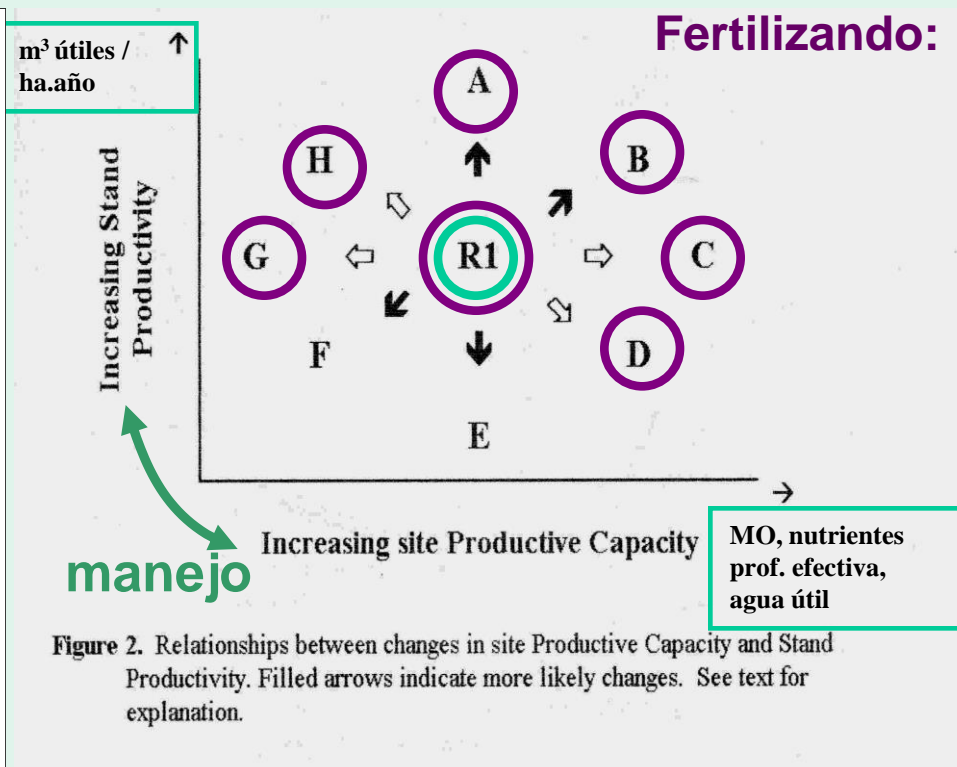 Fertilizando:
m³ útiles /
ha.año
↑
A
H
B
G
R1
C
F
D
E
Increasing Stand
Productivity
→
Increasing site Productive Capacity
MO, nutrientes
prof. efectiva,
agua útil
manejo
Figure 2. Relationships between changes in site Productive Capacity and Stand
Productivity. Filled arrows indicate more likely changes. See text for
explanation.